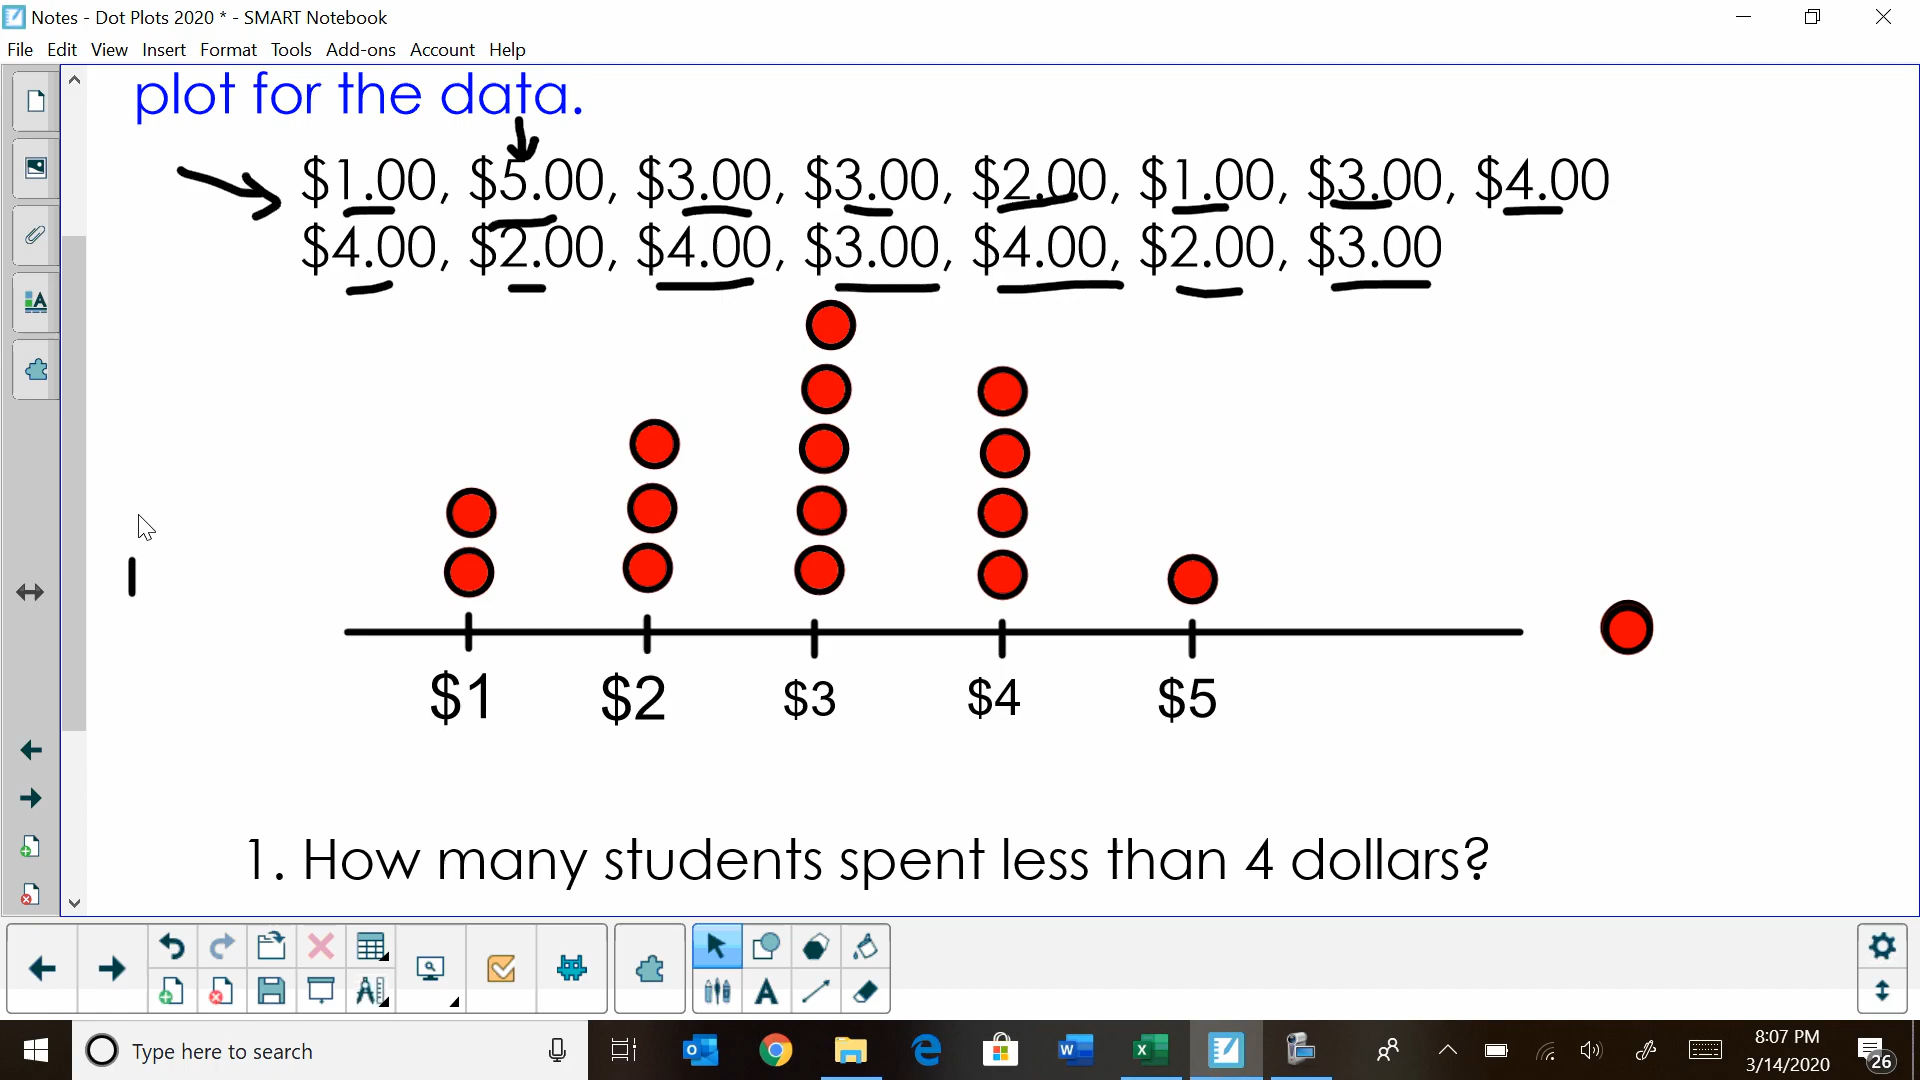 Notes - Dot Plots 2020 * - SMART Notebook
File Edit View Insert Format Tools Add-ons Account Help
plot for the data.
$1.00, $5.00, $3.00, $3.00, $2.00, $1.00, $3.00, $4.00
$4.00, $2.00, $4.00, $3.00, $4.00, $2.00, $3.00
$1 $2 $3 $4 $5
1. How many students spent less than 4 dollars?
Type here to search
8:07 PM
3/14/2020
26